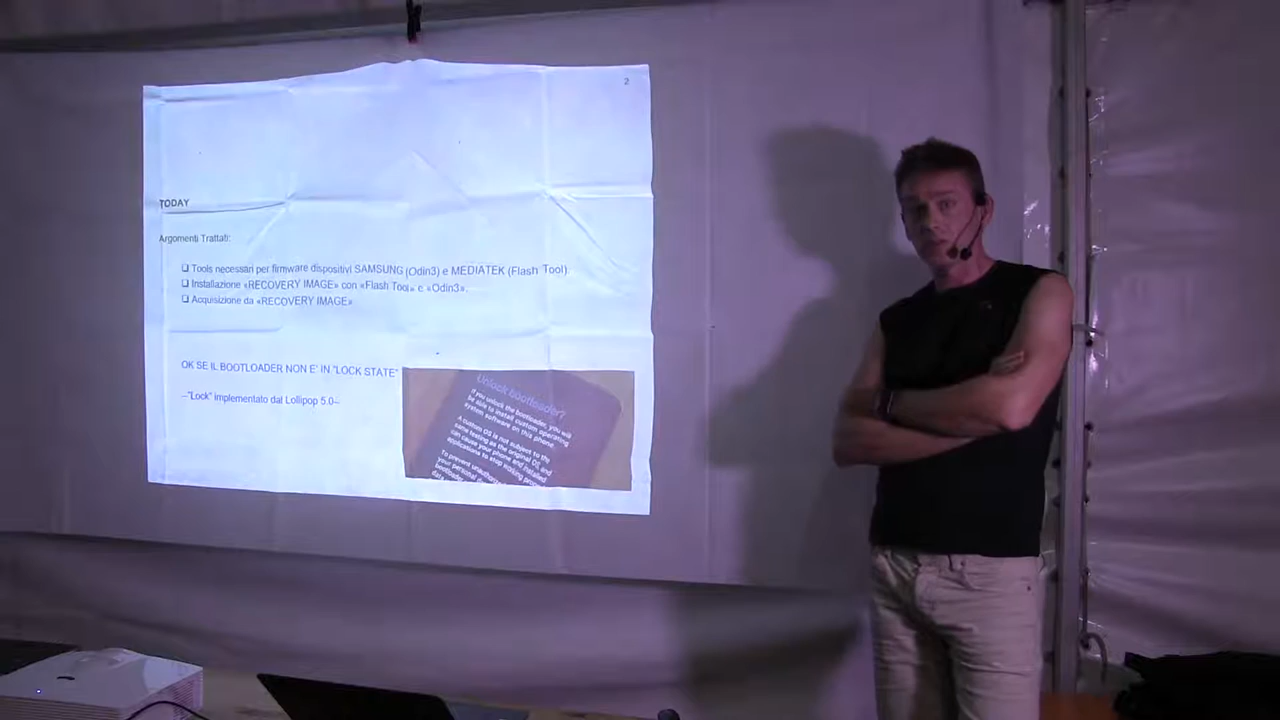 2
TODAY
Argomenti Trattati:
❑ Tools necessari per firmware dispositivi SAMSUNG (Odin3) e MEDIATEK (Flash Tool).
❑ Installazione «RECOVERY IMAGE» con «Flash Tool» e «Odin3».
❑ Acquisizione da «RECOVERY IMAGE»
OK SE IL BOOTLOADER NON E' IN "LOCK STATE"
–"Lock" implementato dal Lollipop 5.0–
Unlock bootloader?
If you unlock the bootloader, you will
be able to install custom operating
system software on this phone.
A custom OS is not subject to the
same testing as the original OS, and
can cause your phone and installed
applications to stop working
To prevent
your personal